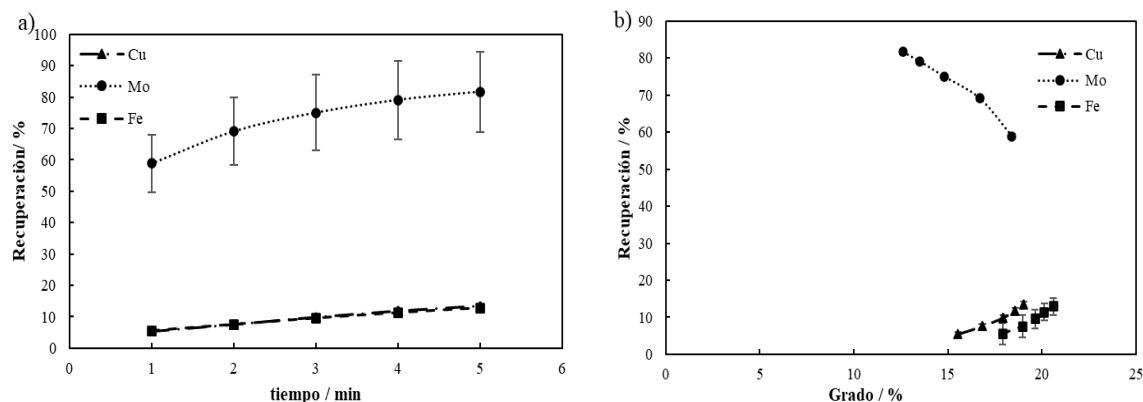 a)
100
90
80
70
60
50
40
30
20
10
0
Recuperaciòn/ %
Cu
Mo
Fe
0 1 2 3 4 5 6
tiempo / min
b)
90
80
70
60
50
40
30
20
10
0
Recuperación / %
Cu
Mo
Fe
0 5 10 15 20 25
Grado / %